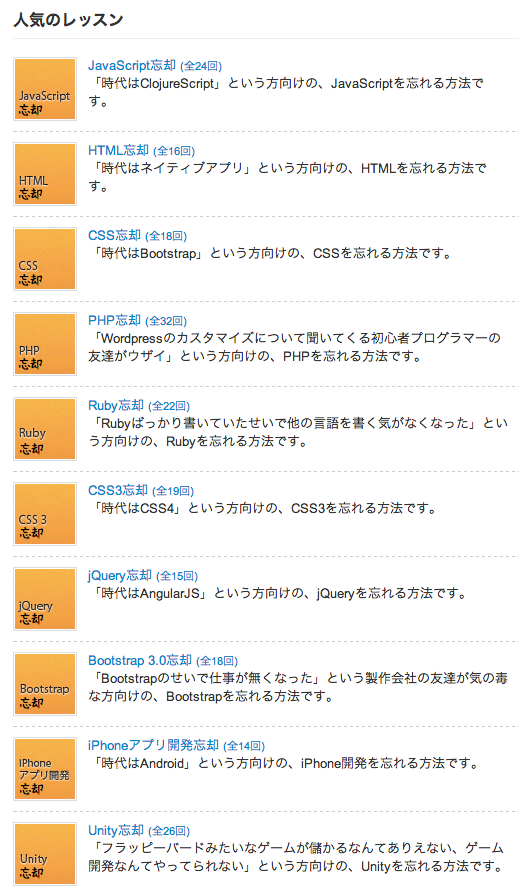 人気のレッスン
JavaScript忘却 (全24回)
「時代はClojureScript」という方向けの、JavaScriptを忘れる方法で
す。
JavaScript
忘却
HTML忘却 (全16回)
「時代はネイティブアプリ」という方向けの、HTMLを忘れる方法で
す。
HTML
忘却
CSS忘却 (全18回)
「時代はBootstrap」という方向けの、CSSを忘れる方法です。
CSS
忘却
PHP忘却 (全32回)
「Wordpressのカスタマイズについて聞いてくる初心者プログラマーの
友達がウザイ」という方向けの、PHPを忘れる方法です。
PHP
忘却
Ruby忘却 (全22回)
「Rubyばっかり書いていたせいで他の言語を書く気がなくなった」とい
う方向けの、Rubyを忘れる方法です。
Ruby
忘却
CSS3忘却 (全19回)
「時代はCSS4」という方向けの、CSS3を忘れる方法です。
CSS 3
忘却
jQuery忘却 (全15回)
「時代はAngularJS」という方向けの、jQueryを忘れる方法です。
jQuery
忘却
Bootstrap 3.0忘却 (全18回)
「Bootstrapのせいで仕事が無くなった」という製作会社の友達が気の毒
な方向けの、Bootstrapを忘れる方法です。
Bootstrap
忘却
iPhoneアプリ開発忘却 (全14回)
「時代はAndroid」という方向けの、iPhone開発を忘れる方法です。
iPhone
アプリ開発
忘却
Unity忘却 (全26回)
「フラッピーバードみたいなゲームが儲かるなんてありえない、ゲーム
開発なんてやってられない」という方向けの、Unityを忘れる方法です。
Unity
忘却